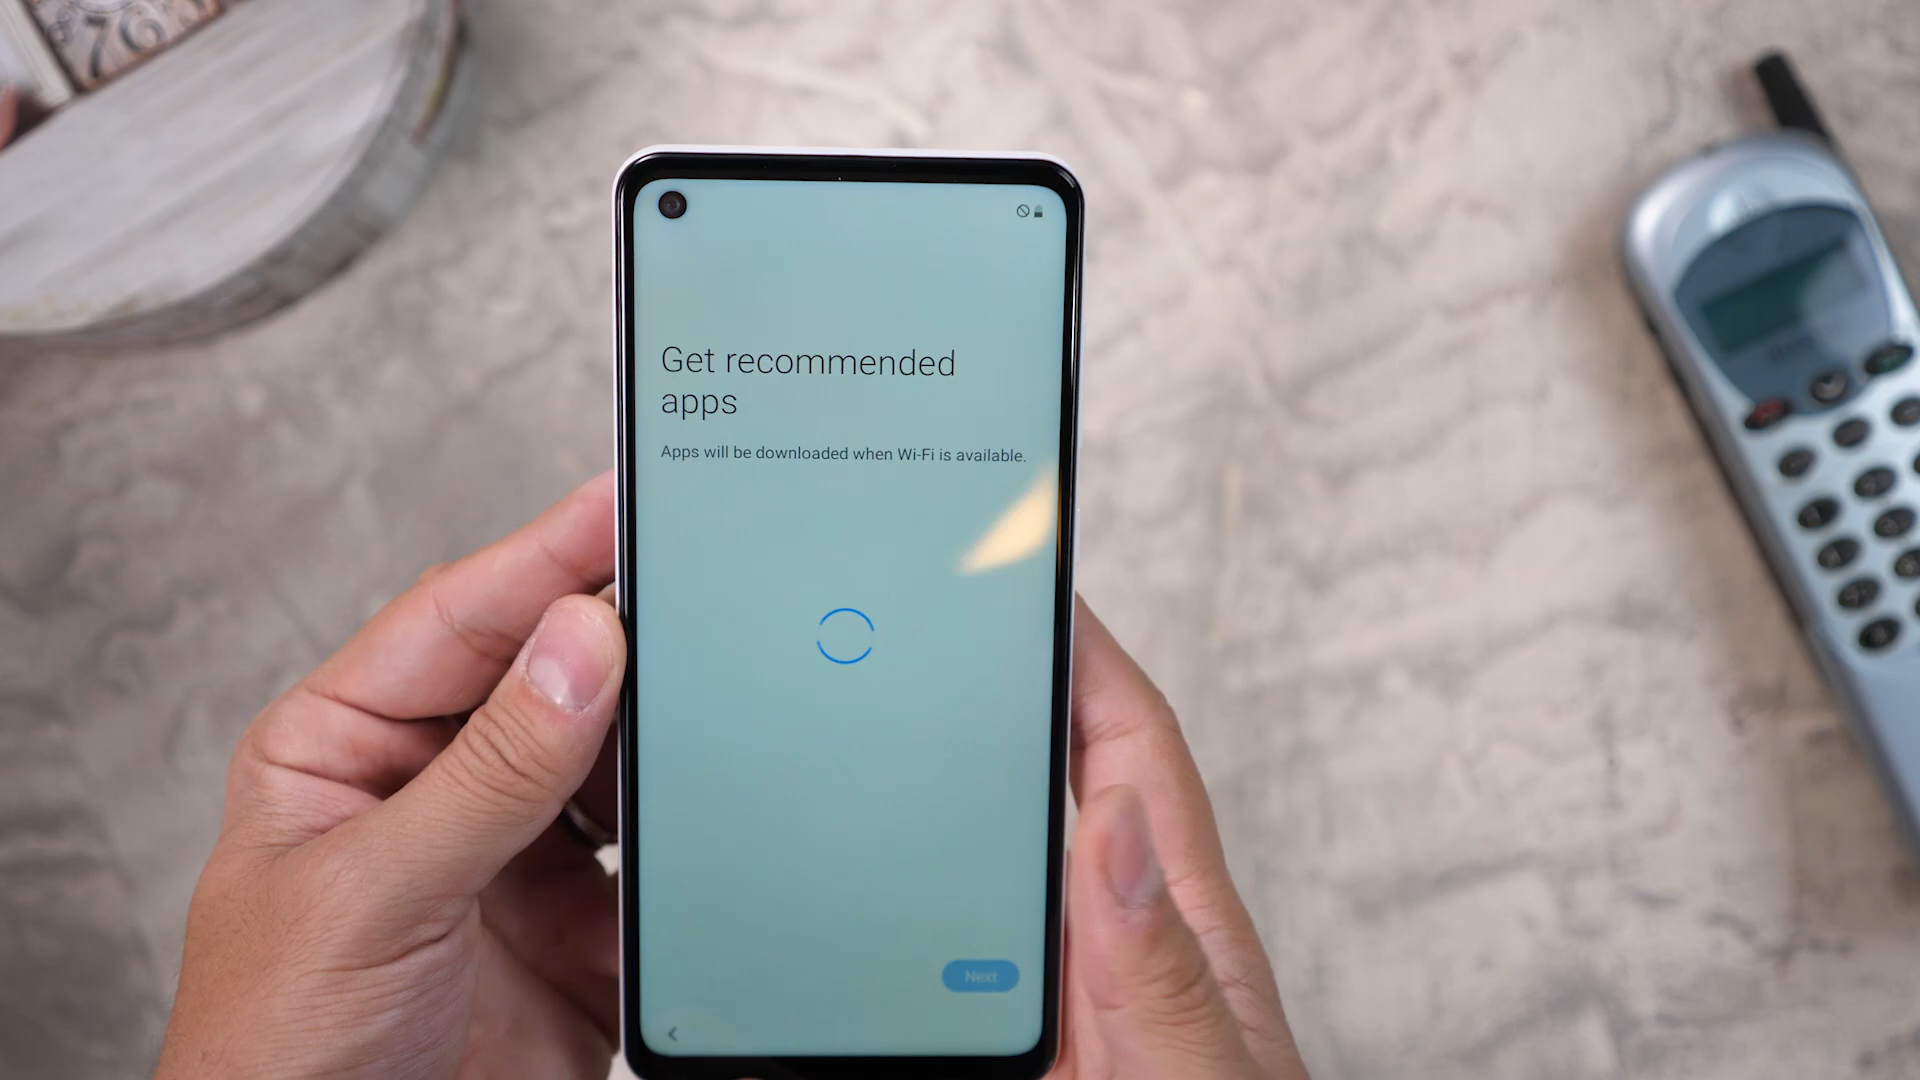 Get recommended
apps
Apps will be downloaded when Wi-Fi is available.
Next